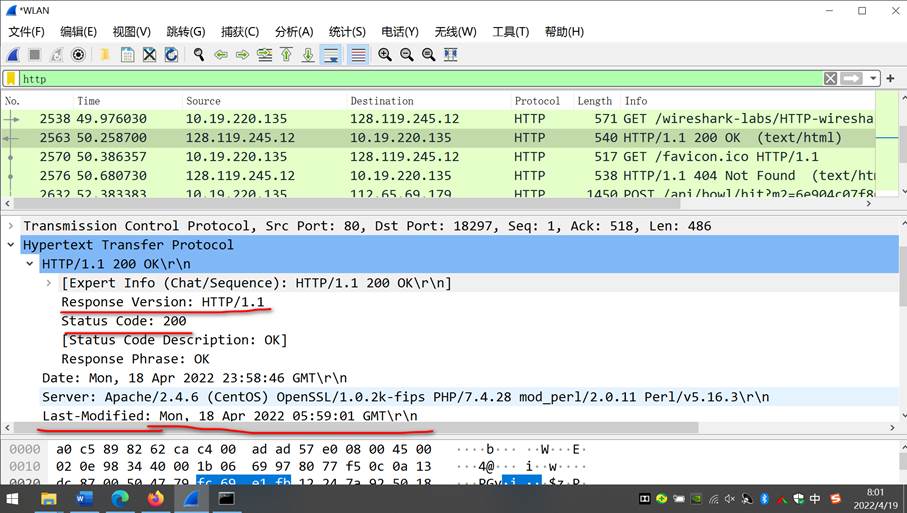 *WLAN
文件(F) 编辑(E) 视图(V) 跳转(G) 捕获(C) 分析(A) 统计(S) 电话(Y) 无线(W) 工具(T) 帮助(H)
http
No. Time Source Destination Protocol Length Info
2538 49.976030 10.19.220.135 128.119.245.12 HTTP 571 GET /wireshark-labs/HTTP-wiresha
2563 50.258700 128.119.245.12 10.19.220.135 HTTP 540 HTTP/1.1 200 OK (text/html)
2570 50.386357 10.19.220.135 128.119.245.12 HTTP 517 GET /favicon.ico HTTP/1.1
2576 50.680730 128.119.245.12 10.19.220.135 HTTP 538 HTTP/1.1 404 Not Found (text/htm
2632 52.383383 10.19.220.135 112.65.69.179 HTTP 1450 POST /api/bowl/hit?m2=6e904c07f8
Transmission Control Protocol, Src Port: 80, Dst Port: 18297, Seq: 1, Ack: 518, Len: 486
Hypertext Transfer Protocol
HTTP/1.1 200 OK\r\n
[Expert Info (Chat/Sequence): HTTP/1.1 200 OK\r\n]
Response Version: HTTP/1.1
Status Code: 200
[Status Code Description: OK]
Response Phrase: OK
Date: Mon, 18 Apr 2022 23:58:46 GMT\r\n
Server: Apache/2.4.6 (CentOS) OpenSSL/1.0.2k-fips PHP/7.4.28 mod_perl/2.0.11 Perl/v5.16.3\r\n
Last-Modified: Mon, 18 Apr 2022 05:59:01 GMT\r\n
0000 a0 c5 89 82 62 ca c4 00 ad ad 57 e0 08 00 45 00 ····b··· ··W···E·
0010 02 0e 98 34 40 00 1b 06 69 97 80 77 f5 0c 0a 13 ···4@··· i··w····
dc 87 00 50 47 79 fc 69 e1 fb 12 24 7a 92 50 18
中
8:01
2022/4/19